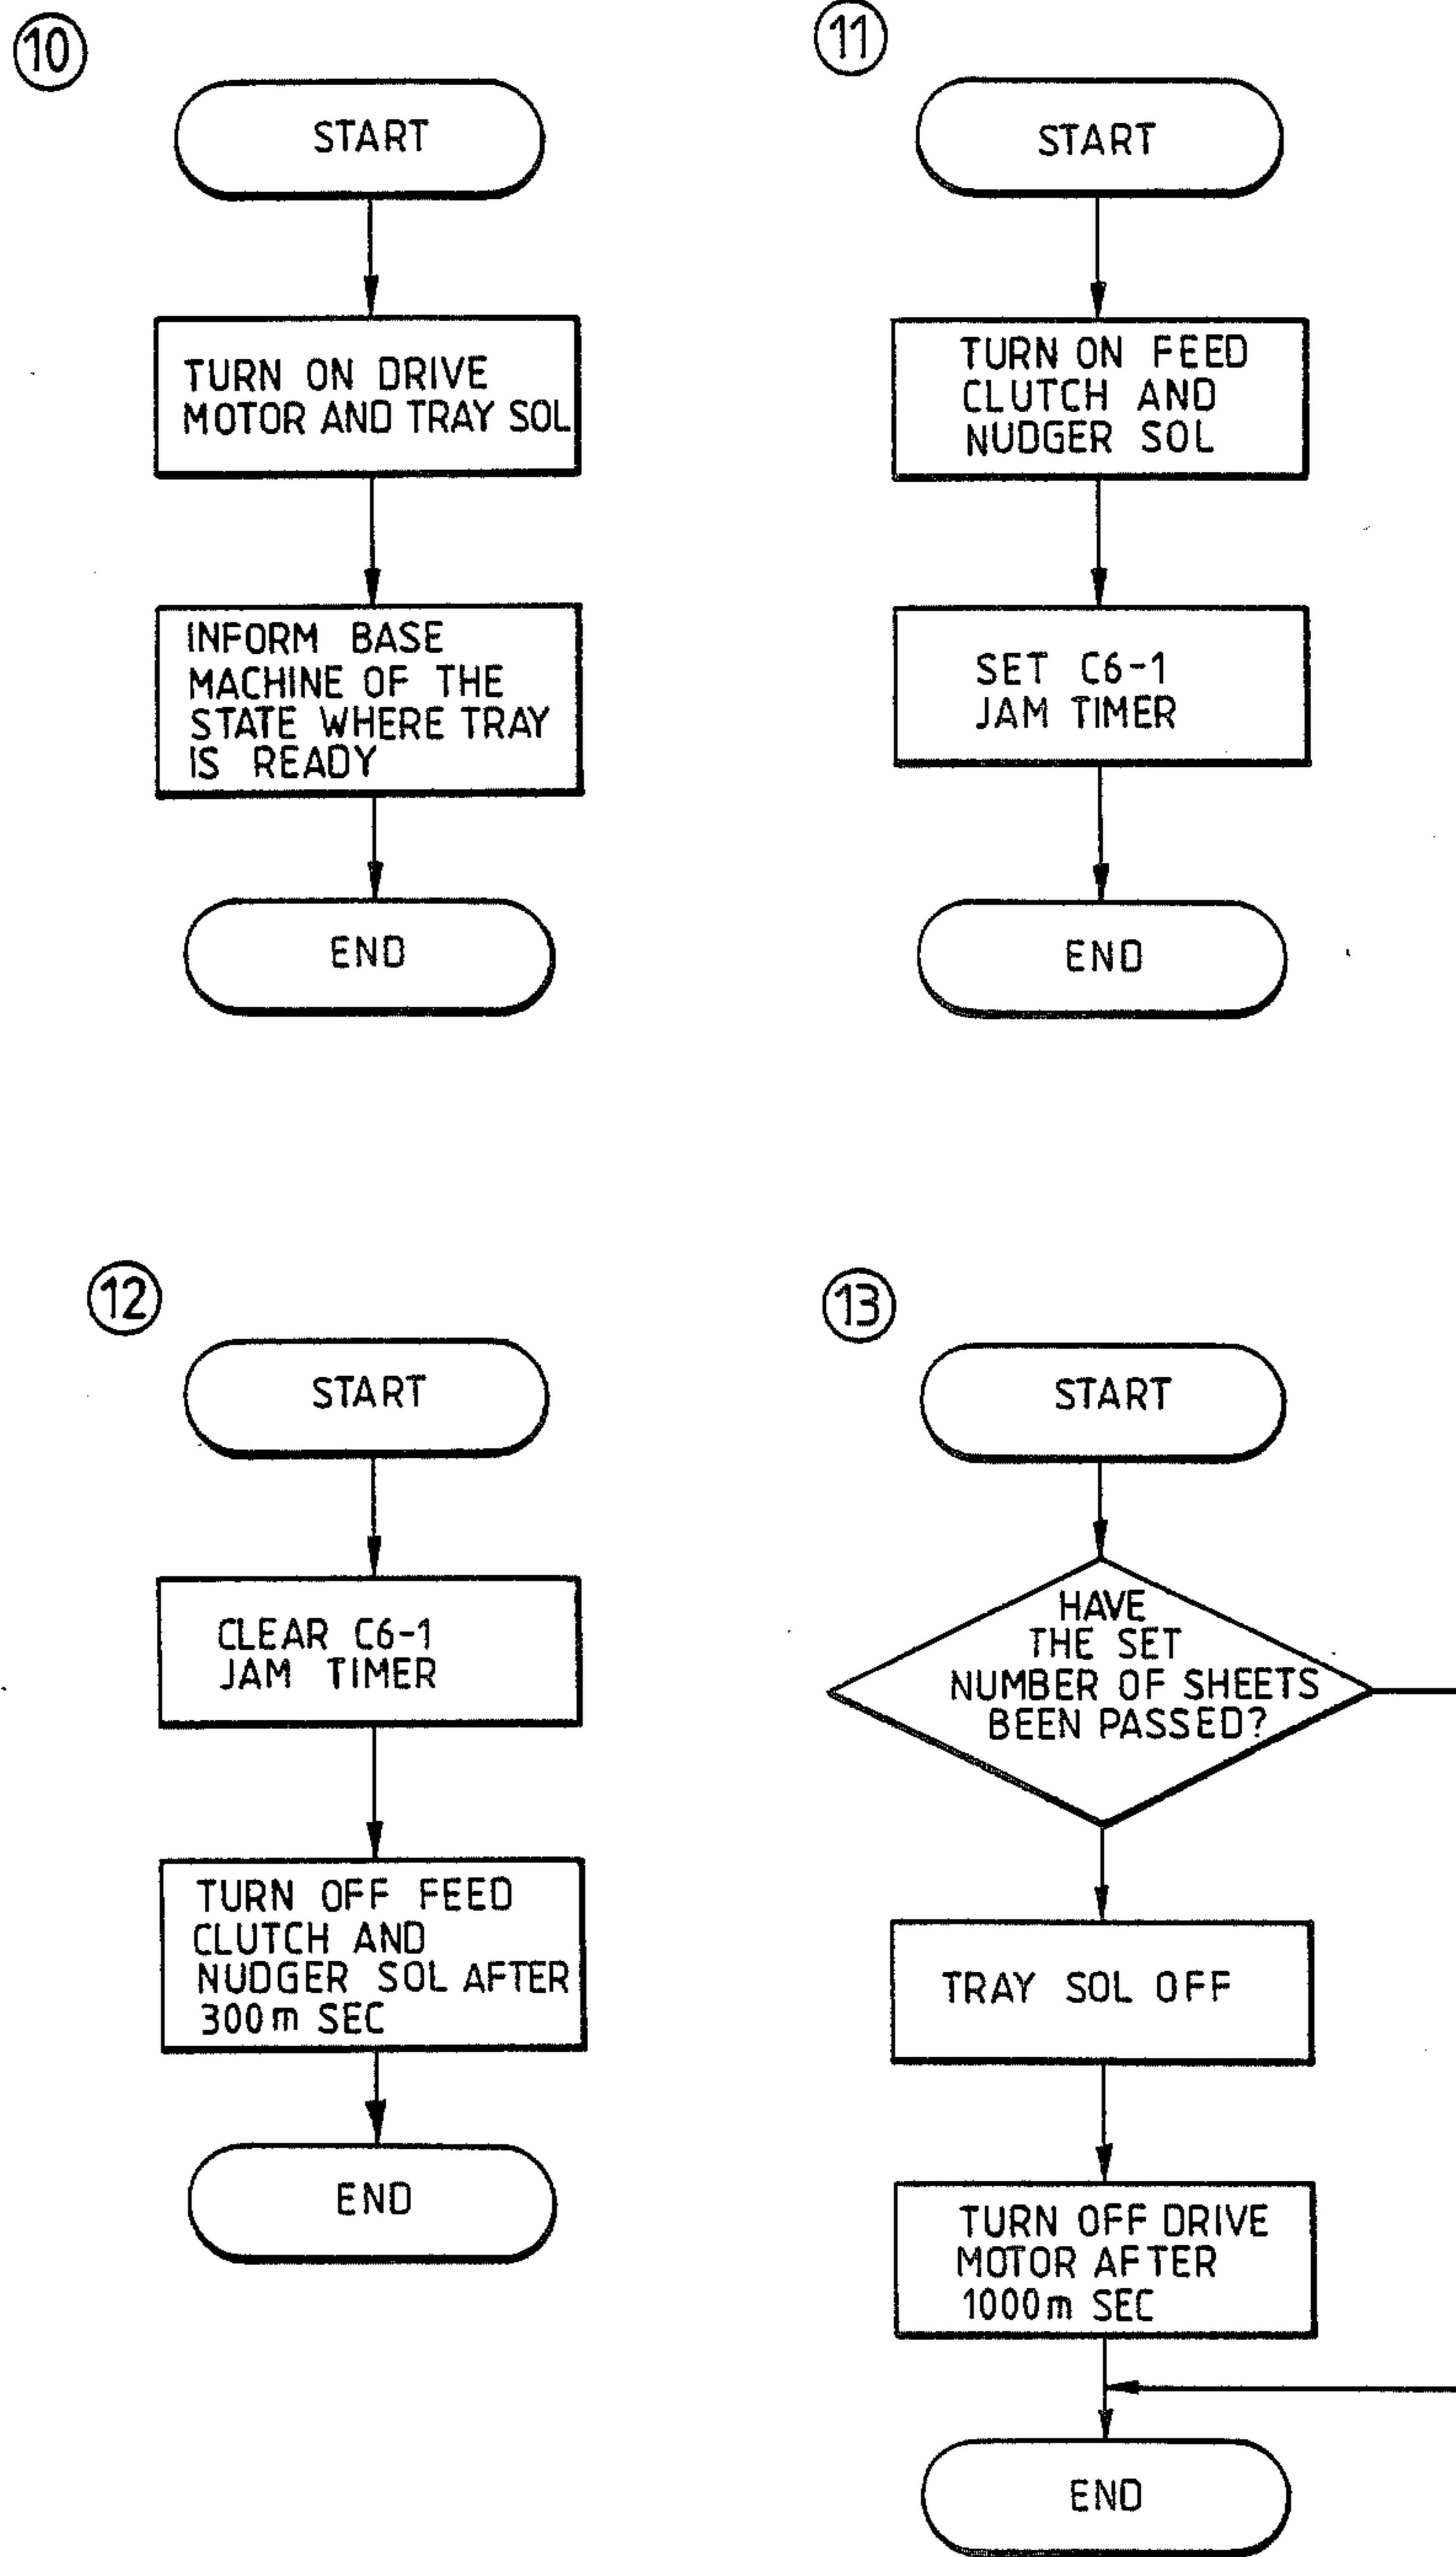 10
START
TURN ON DRIVE
MOTOR AND TRAY SOL
INFORM BASE
MACHINE OF THE
STATE WHERE TRAY
IS READY
END
11
START
TURN ON FEED
CLUTCH AND
NUDGER SOL
SET C6-1
JAM TIMER
END
12
START
CLEAR C6-1
JAM TIMER
TURN OFF FEED
CLUTCH AND
NUDGER SOL AFTER
300m SEC
END
13
START
HAVE
THE SET
NUMBER OF SHEETS
BEEN PASSED?
TRAY SOL OFF
TURN OFF DRIVE
MOTOR AFTER
1000m SEC
END